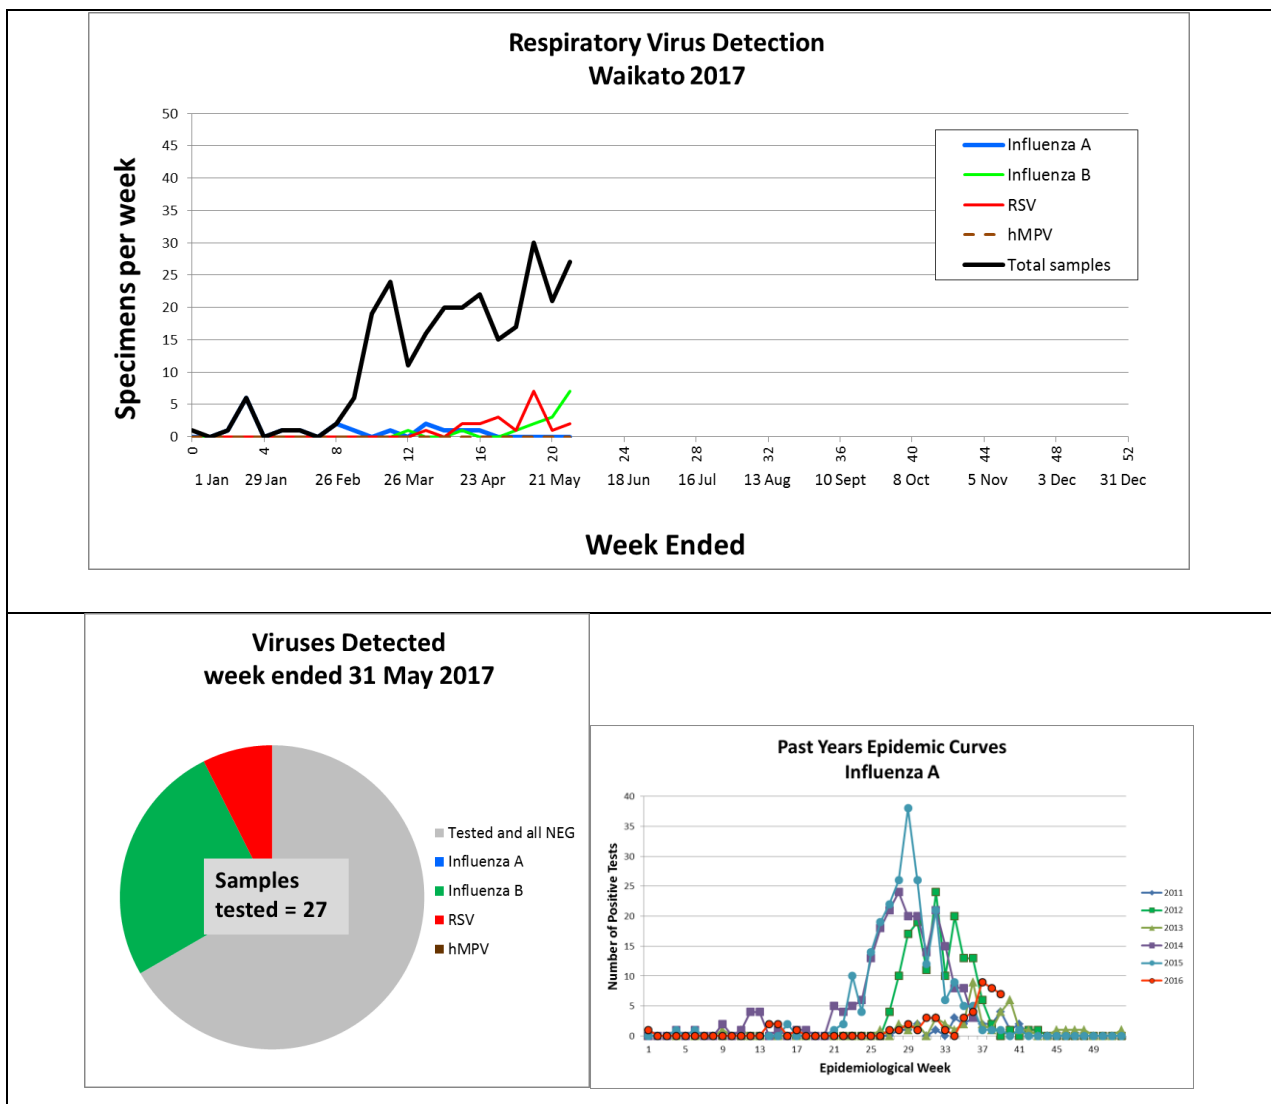 Respiratory Virus Detection
Waikato 2017
Specimens per week
50
45
40
35
30
25
20
15
10
5
0
Influenza A
Influenza B
RSV
hMPV
Total samples
0 4 8 12 16 20 24 28 32 36 40 44 48 52
1 Jan 29 Jan 26 Feb 26 Mar 23 Apr 21 May 18 Jun 16 Jul 13 Aug 10 Sept 8 Oct 5 Nov 3 Dec 31 Dec
Week Ended
Viruses Detected
week ended 31 May 2017
Samples
tested = 27
Tested and all NEG
Influenza A
Influenza B
RSV
hMPV
Past Years Epidemic Curves
Influenza A
Number of Positive Tests
40
35
30
25
20
15
10
5
0
2011
2012
2013
2014
2015
2016
1 5 9 13 17 21 25 29 33 37 41 45 49
Epidemiological Week